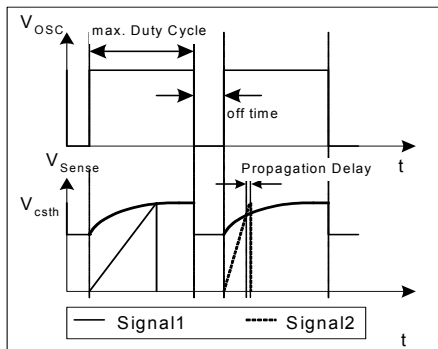 V_OSC
max. Duty Cycle
off time
t
V_Sense
Propagation Delay
V_csth
t
Signal1
Signal2